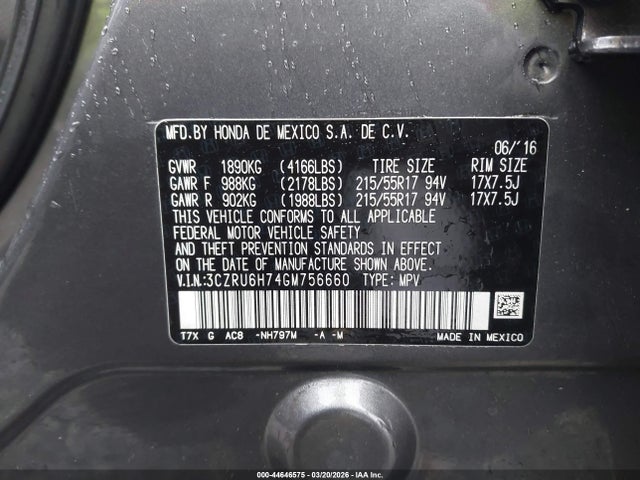 MFD.BY HONDA DE MEXICO S.A. DE C.V.
06/'16
GVWR 1890KG (4166LBS) TIRE SIZE RIM SIZE
GAWR F 988KG (2178LBS) 215/55R17 94V 17X7.5J
GAWR R 902KG (1988LBS) 215/55R17 94V 17X7.5J
THIS VEHICLE CONFORMS TO ALL APPLICABLE
FEDERAL MOTOR VEHICLE SAFETY
AND THEFT PREVENTION STANDARDS IN EFFECT
ON THE DATE OF MANUFACTURE SHOWN ABOVE.
V.I.N.:3CZRU6H74GM756660 TYPE: MPV
T7X G AC8 -NH797M -A -M MADE IN MEXICO
000-44646575 - 03/20/2026 - IAA Inc.